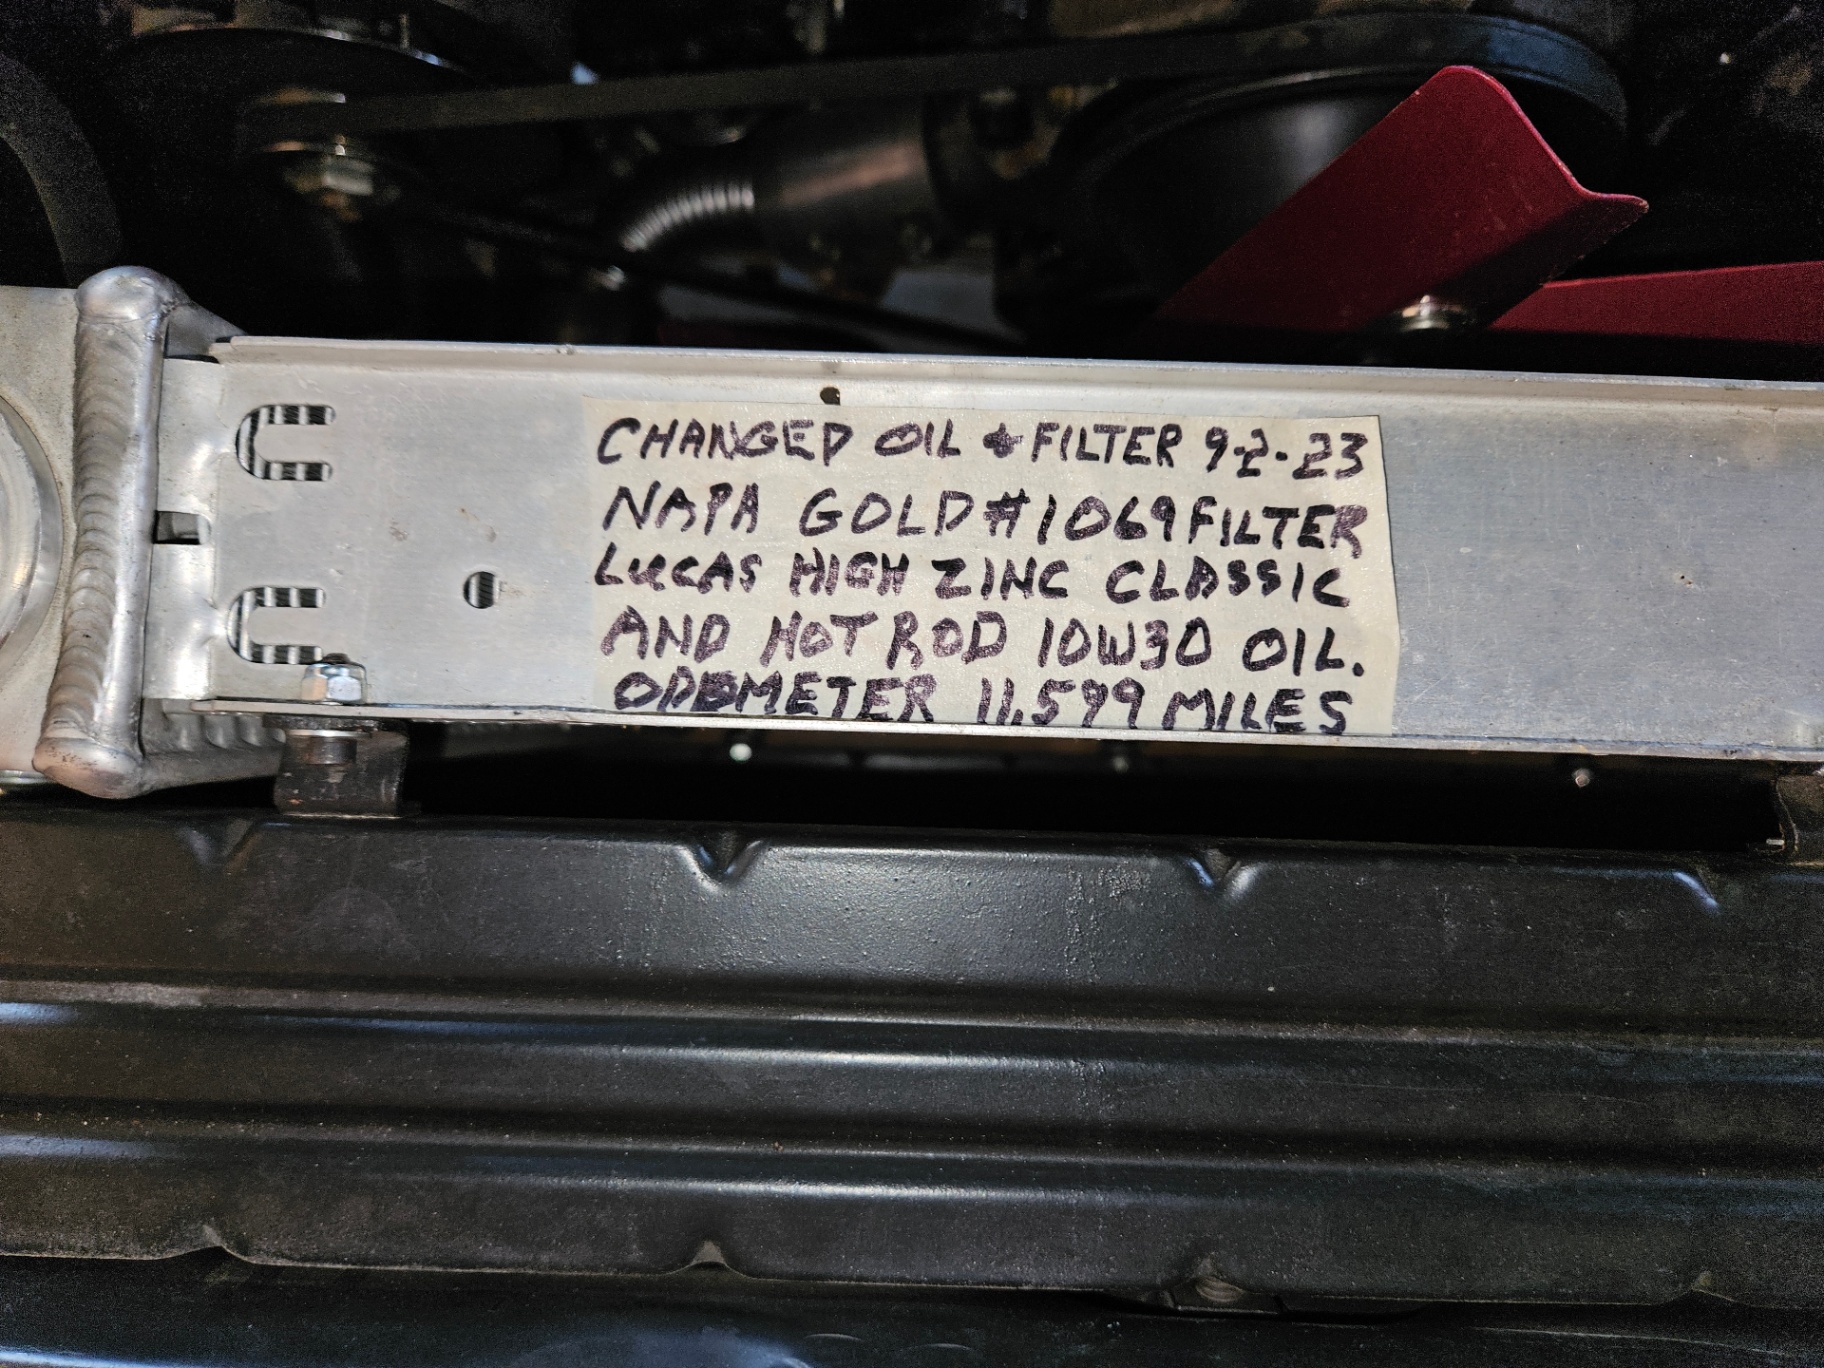 CHANGED OIL & FILTER 9-2-23
NAPA GOLD #1069 FILTER
LUCAS HIGH ZINC CLASSIC
AND HOT ROD 10W30 OIL.
ODOMETER 11,599 MILES